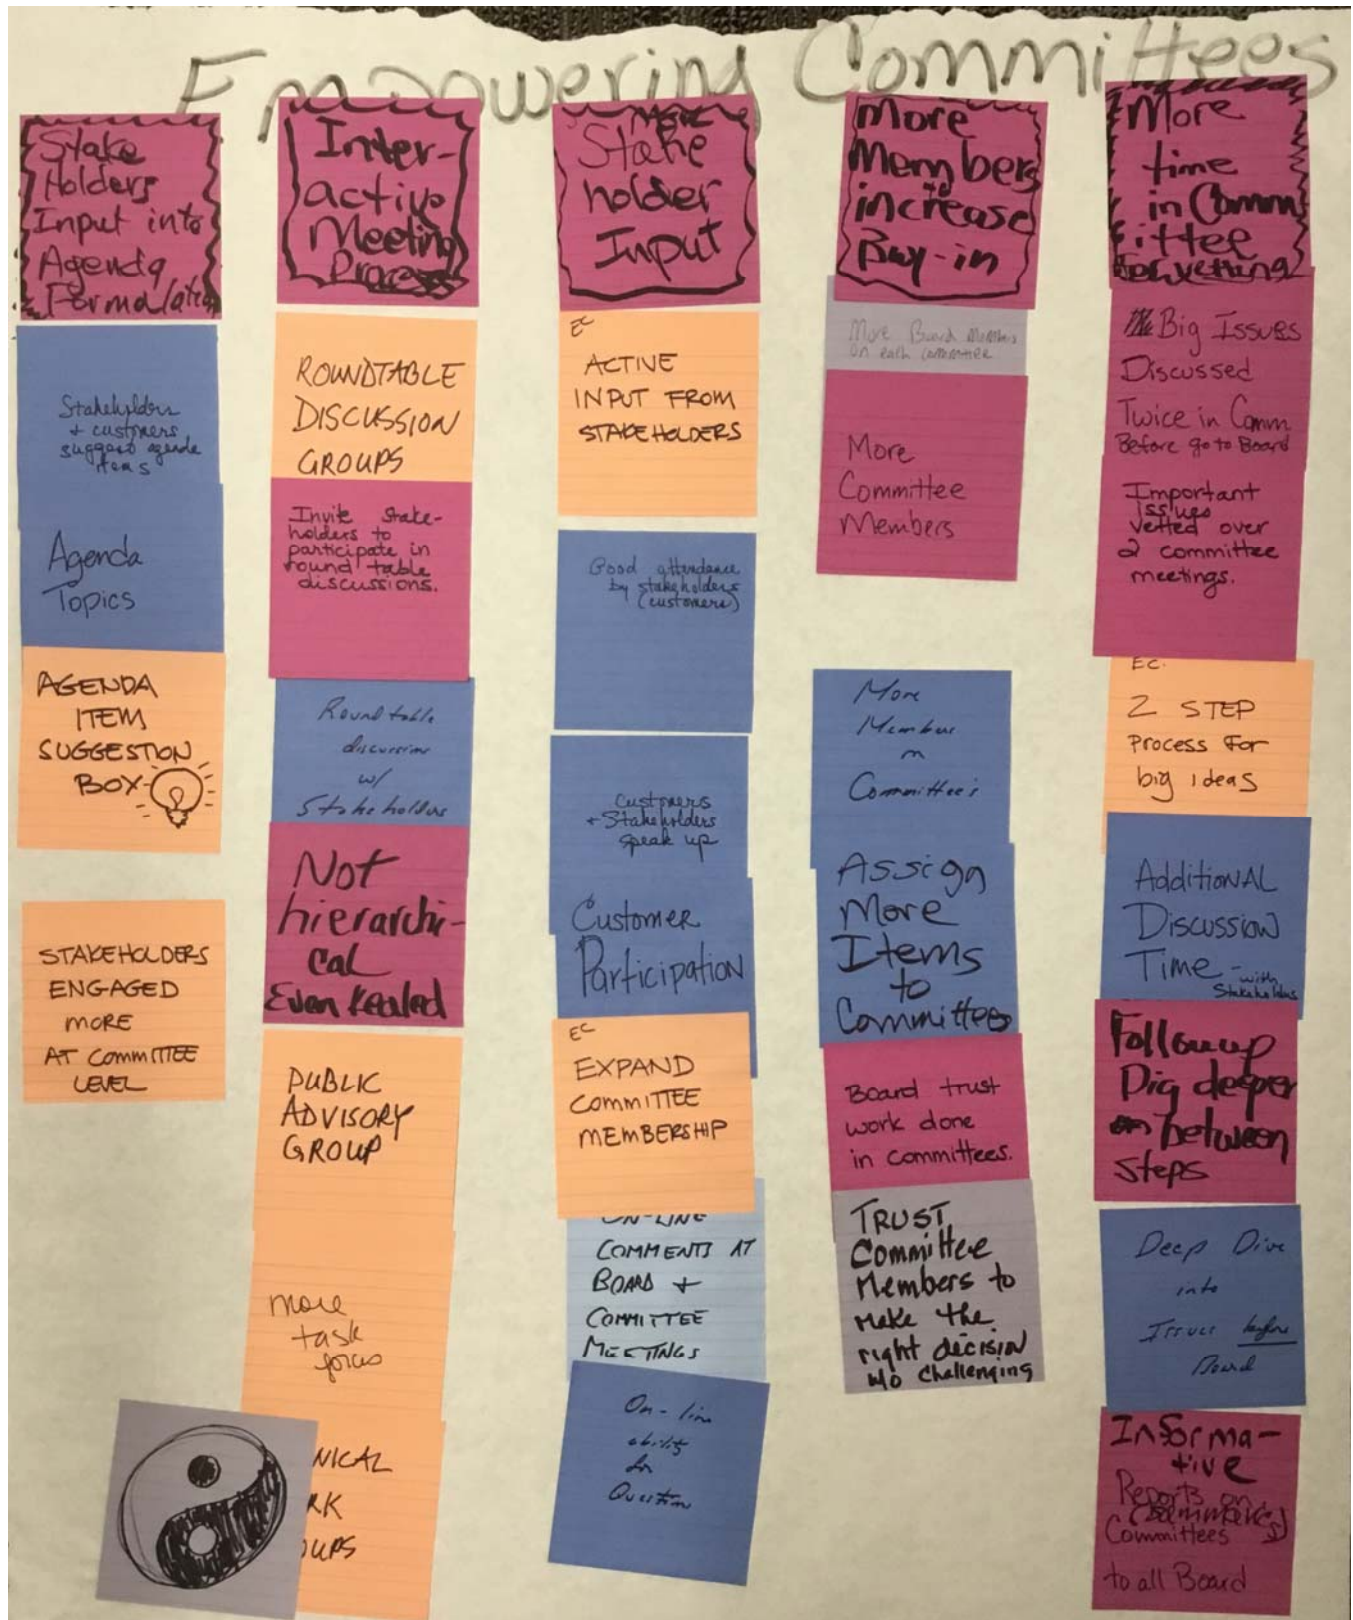 Empowering Committees
Stake
Holders
Input into
Agenda
Stakeholders
+ customers
suggest agenda
items
Agenda
Topics
AGENDA
ITEM
SUGGESTION
BOX
STAKEHOLDERS
ENGAGED
MORE
AT COMMITTEE
LEVEL
Inter-
active
Meeting
Process
ROUNDTABLE
DISCUSSION
GROUPS
Invite Stake-
holders to
participate in
round table
discussions.
Round table
discussions
w/
Stakeholders
Not
hierarchi-
cal
Even Kealed
PUBLIC
ADVISORY
GROUP
more
task
NICAL
RK
UPS
More
Stake
holder
Input
EC
ACTIVE
INPUT FROM
STAKEHOLDERS
Good attendance
by stakeholders
(customers)
Customers
+ Stakeholders
speak up
Customer
Participation
EC
EXPAND
COMMITTEE
MEMBERSHIP
ON-LINE
COMMENTS AT
BOARD +
COMMITTEE
MEETINGS
On-line
ability
for
Question
More
Members
to
increase
Buy-in
More Board Members
on each committee
More
Committee
Members
More
Members
on
Committee's
Assign
More
Items
to
Committees
Board trust
work done
in committees.
TRUST
Committee
Members to
make the
right decision
w/o Challenging
More
time
in Comm
ittee
for vetting
Big Issues
Discussed
Twice in Comm
Before go to Board
Important
Issues
vetted over
2 committee
meetings.
EC.
2 STEP
Process For
big ideas
AdditioNAL
Discussion
Time - with
Stakeholders
Follow up
Dig deeper
between
steps
Deep Dive
into
Issues before
Board
Informa-
tive
Reports on
(Summaries)
Committees
to all Board